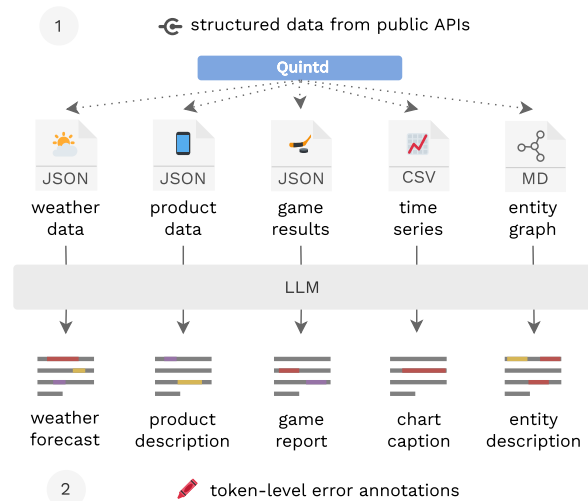 1
structured data from public APIs
Quintd
JSON JSON JSON CSV MD
weather product game time entity
data data results series graph
LLM
weather product game chart entity
forecast description report caption description
2
token-level error annotations